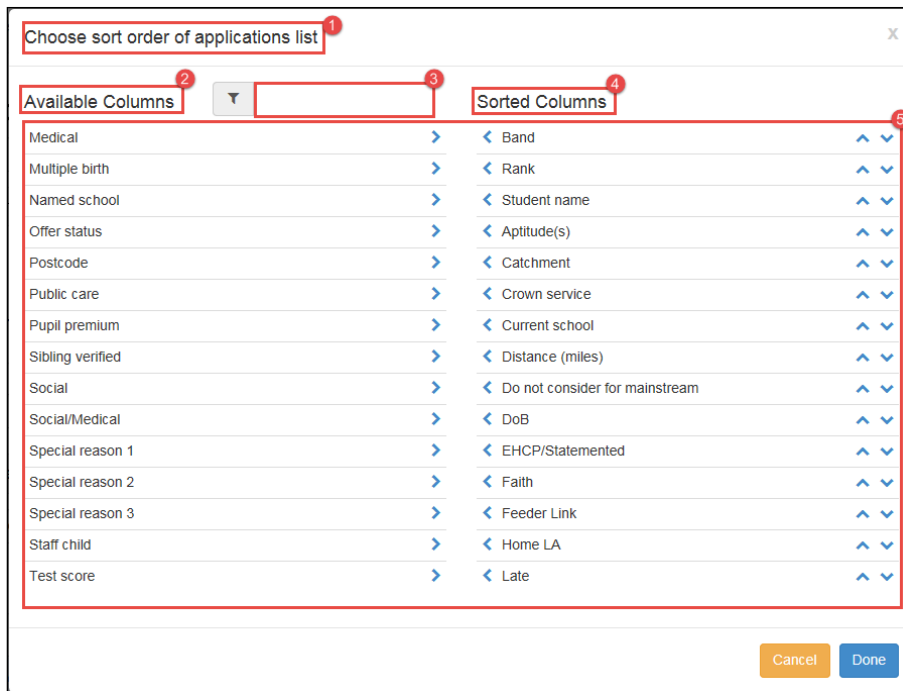 Choose sort order of applications list 1 x
2 3 4
Available Columns Sorted Columns
5
Medical Band
Multiple birth Rank
Named school Student name
Offer status Aptitude(s)
Postcode Catchment
Public care Crown service
Pupil premium Current school
Sibling verified Distance (miles)
Social Do not consider for mainstream
Social/Medical DoB
Special reason 1 EHCP/Statemented
Special reason 2 Faith
Special reason 3 Feeder Link
Staff child Home LA
Test score Late
Cancel Done